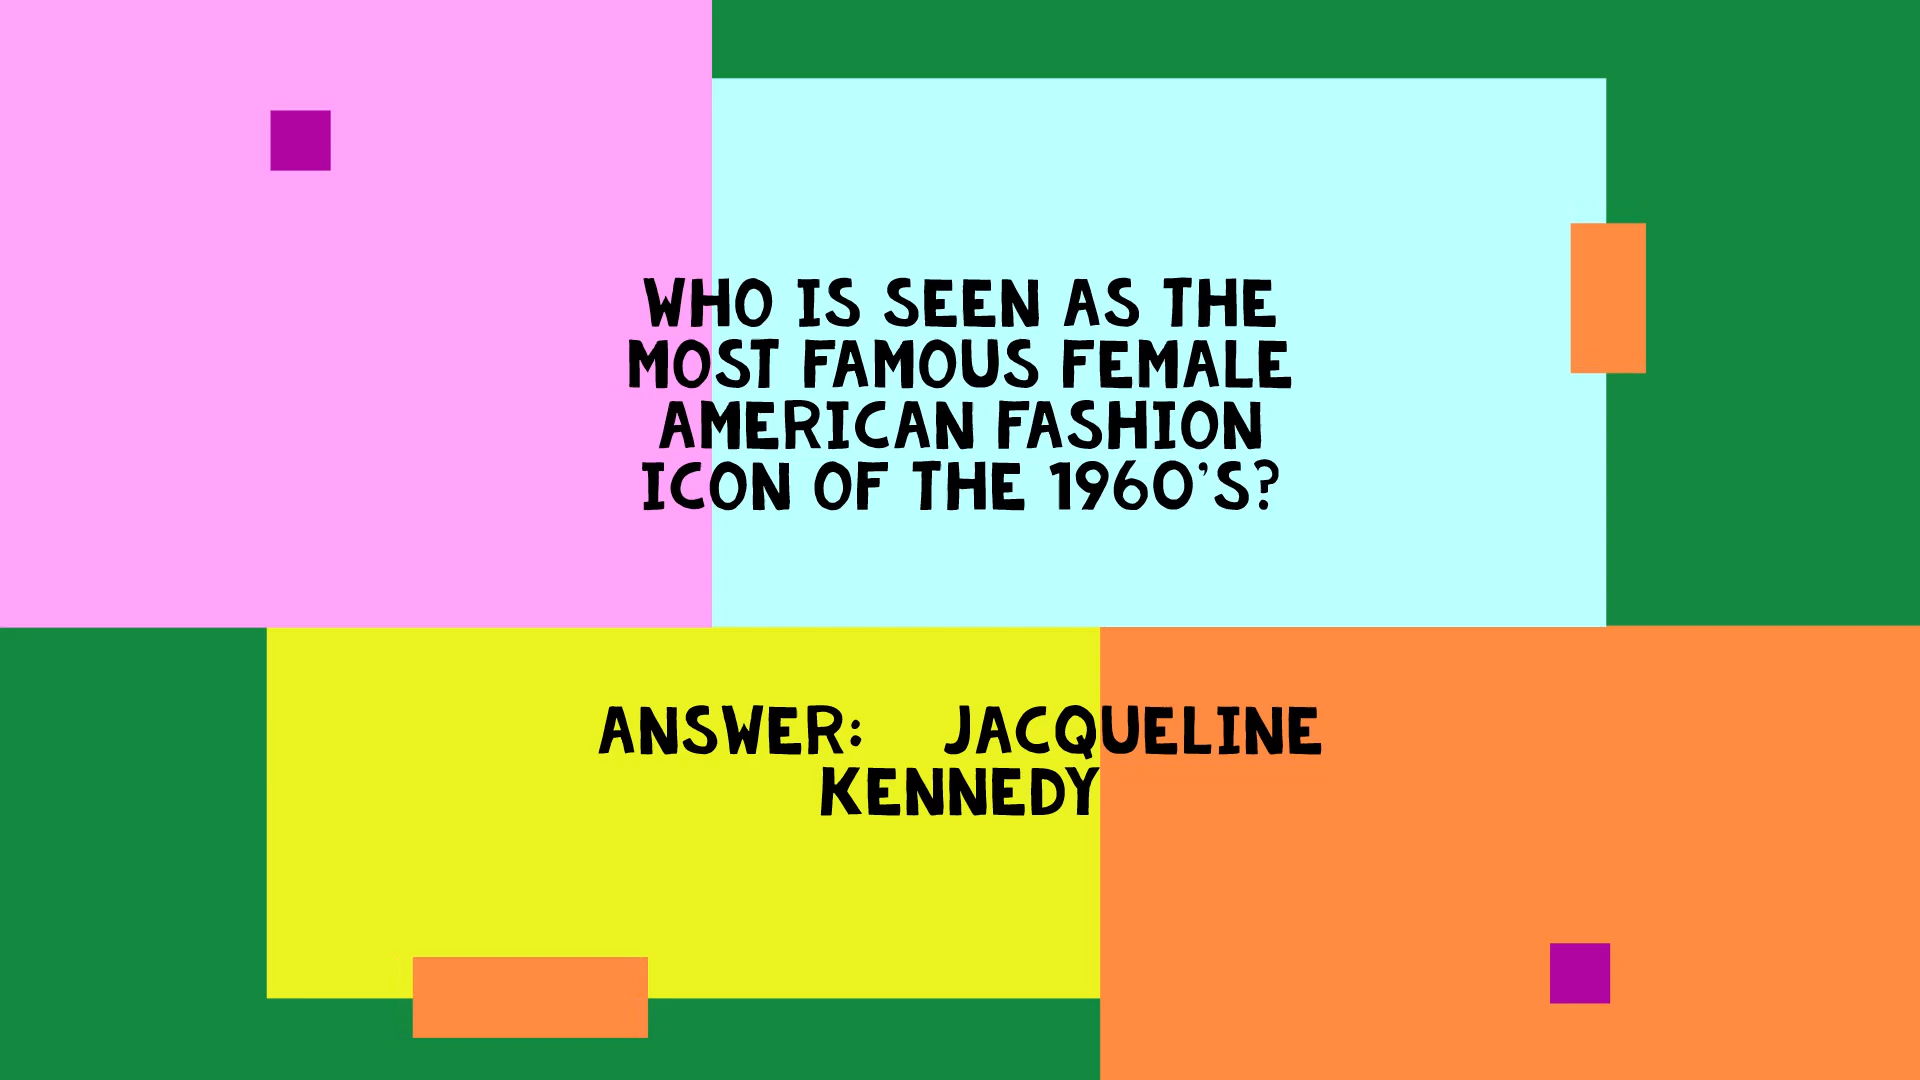 WHO IS SEEN AS THE
MOST FAMOUS FEMALE
AMERICAN FASHION
ICON OF THE 1960'S?
ANSWER: JACQUELINE
KENNEDY